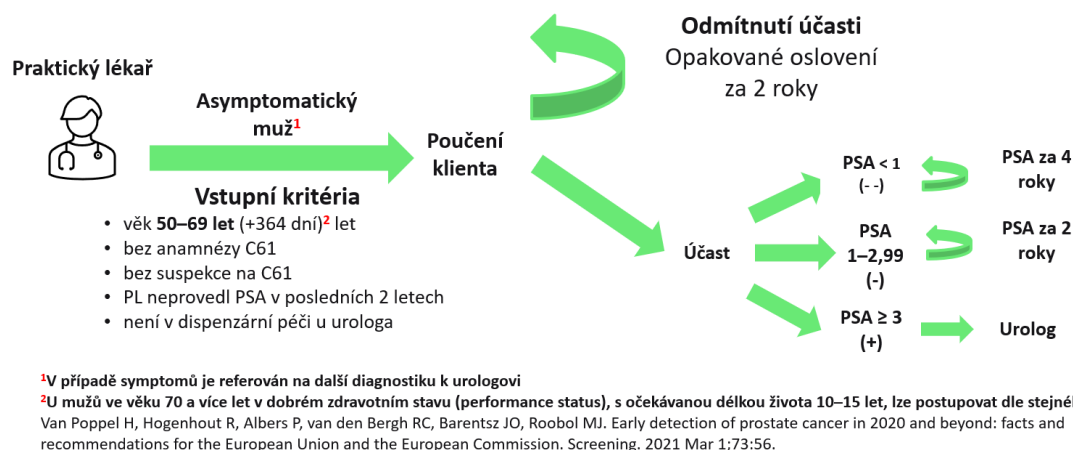 Odmítnutí účasti
Opakované oslovení
za 2 roky
Praktický lékař
Asymptomatický
muž1
Poučení
klienta
Vstupní kritéria
• věk 50–69 let (+364 dní)2 let
• bez anamnézy C61
• bez suspekce na C61
• PL neprovedl PSA v posledních 2 letech
• není v dispenzární péči u urologa
Účast
PSA < 1
(- -)
PSA za 4
roky
PSA
1–2,99
(-)
PSA za 2
roky
PSA ≥ 3
(+)
Urolog
1V případě symptomů je referován na další diagnostiku k urologovi
2U mužů ve věku 70 a více let v dobrém zdravotním stavu (performance status), s očekávanou délkou života 10–15 let, lze postupovat dle stejné
Van Poppel H, Hogenhout R, Albers P, van den Bergh RC, Barentsz JO, Roobol MJ. Early detection of prostate cancer in 2020 and beyond: facts and
recommendations for the European Union and the European Commission. Screening. 2021 Mar 1;73:56.